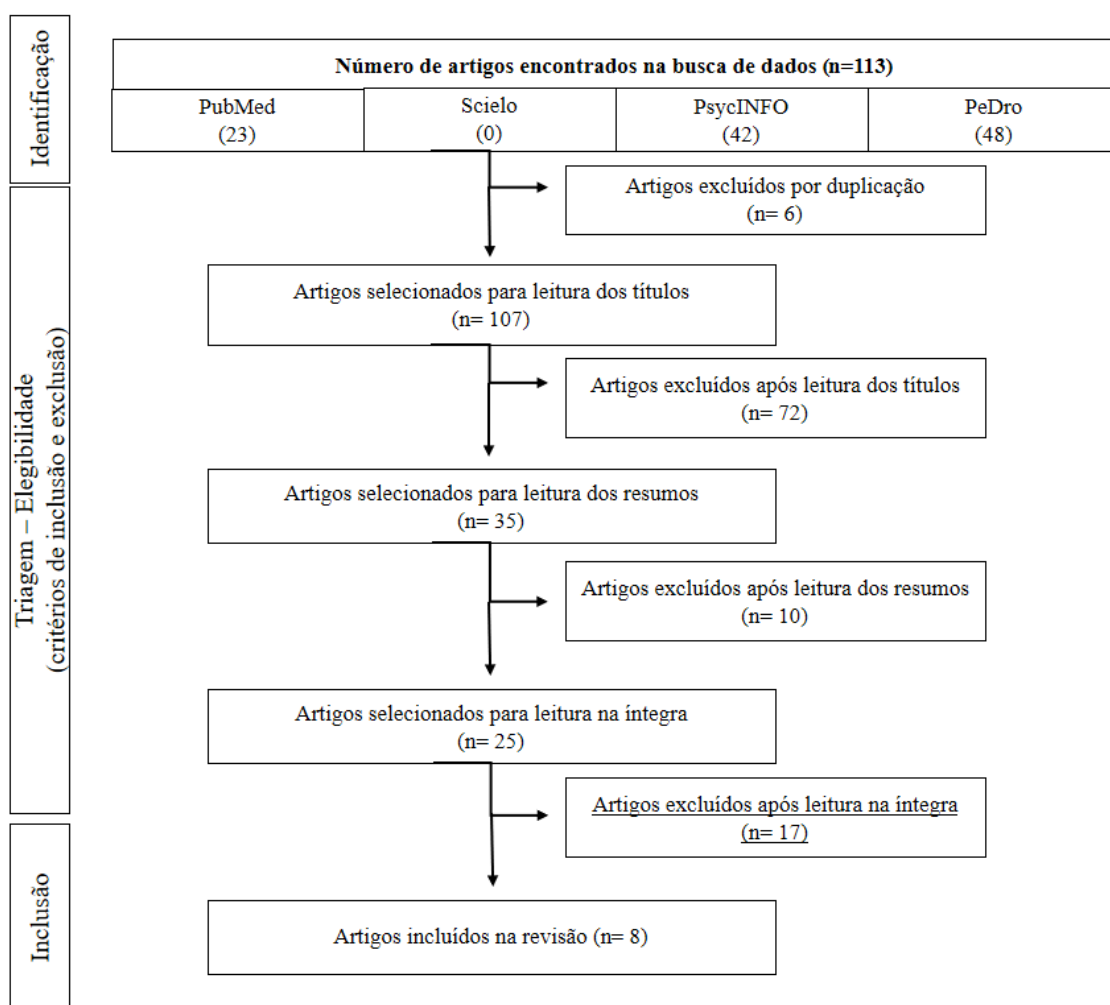 Identificação
Número de artigos encontrados na busca de dados (n=113)
PubMed
(23)
Scielo
(0)
PsycINFO
(42)
PeDro
(48)
Artigos excluídos por duplicação
(n= 6)
Triagem – Elegibilidade
(critérios de inclusão e exclusão)
Artigos selecionados para leitura dos títulos
(n= 107)
Artigos excluídos após leitura dos títulos
(n= 72)
Artigos selecionados para leitura dos resumos
(n= 35)
Artigos excluídos após leitura dos resumos
(n= 10)
Artigos selecionados para leitura na íntegra
(n= 25)
Artigos excluídos após leitura na íntegra
(n= 17)
Inclusão
Artigos incluídos na revisão (n= 8)